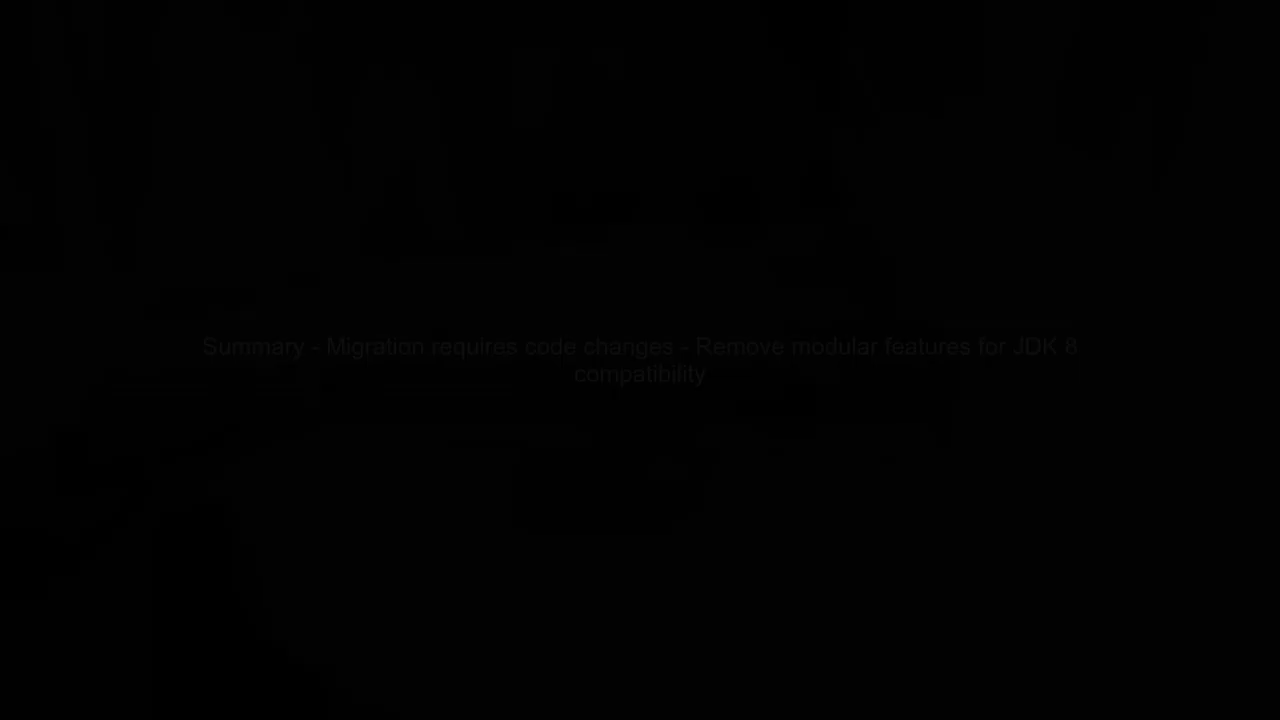 Summary - Migration requires code changes - Remove modular features for JDK 8
compatibility